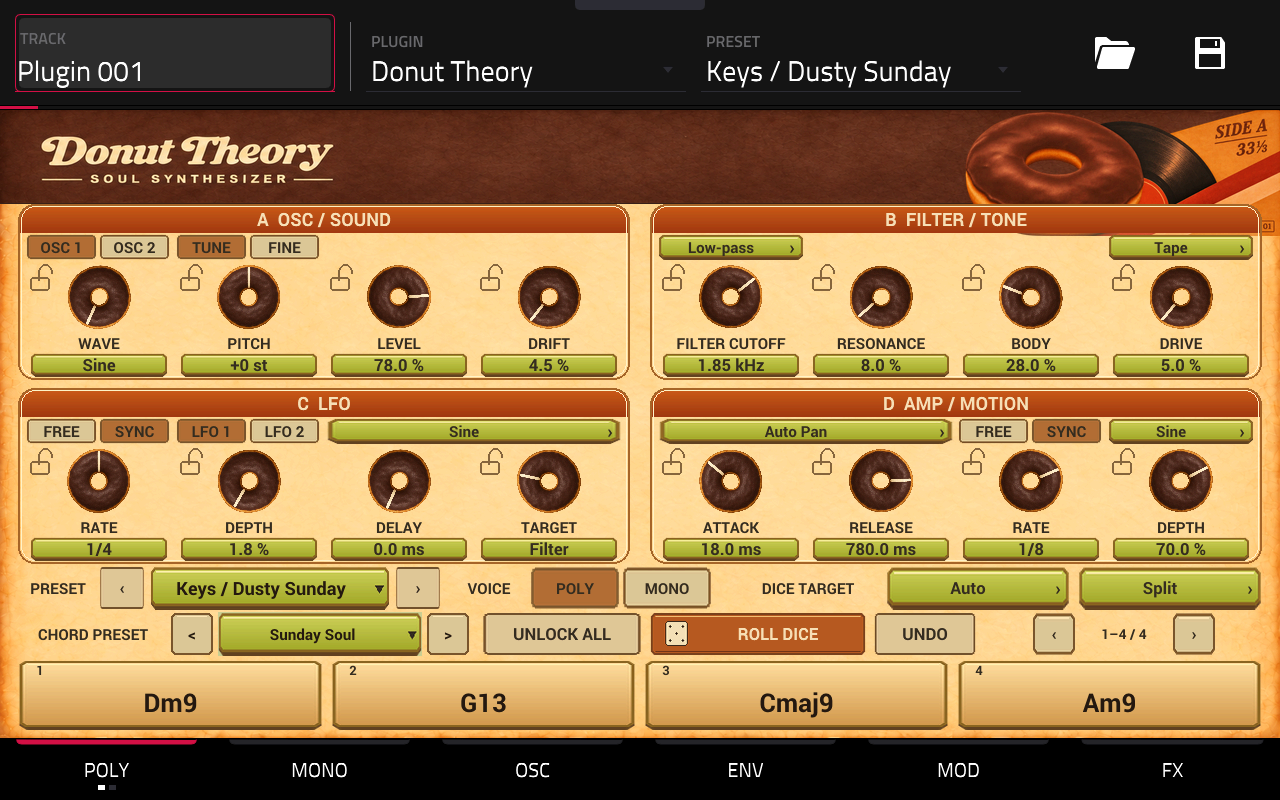 TRACK
Plugin 001
PLUGIN
Donut Theory
PRESET
Keys / Dusty Sunday
Donut Theory
SOUL SYNTHESIZER
SIDE A
33⅓
01
A OSC / SOUND
OSC 1 OSC 2 TUNE FINE
WAVE PITCH LEVEL DRIFT
Sine +0 st 78.0 % 4.5 %
B FILTER / TONE
Low-pass › Tape ›
FILTER CUTOFF RESONANCE BODY DRIVE
1.85 kHz 8.0 % 28.0 % 5.0 %
C LFO
FREE SYNC LFO 1 LFO 2 Sine ›
RATE DEPTH DELAY TARGET
1/4 1.8 % 0.0 ms Filter
D AMP / MOTION
Auto Pan › FREE SYNC Sine ›
ATTACK RELEASE RATE DEPTH
18.0 ms 780.0 ms 1/8 70.0 %
PRESET ‹ Keys / Dusty Sunday ▾ › VOICE POLY MONO DICE TARGET Auto › Split ›
CHORD PRESET < Sunday Soul ▾ > UNLOCK ALL ROLL DICE UNDO ‹ 1–4 / 4 ›
1 Dm9
2 G13
3 Cmaj9
4 Am9
POLY MONO OSC ENV MOD FX